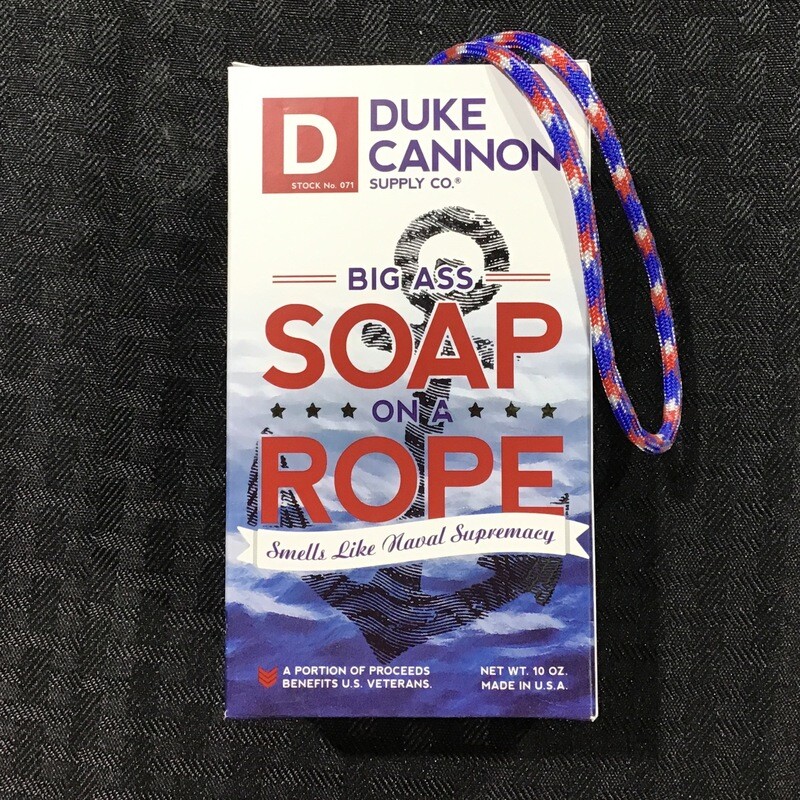 D
STOCK No. 071
DUKE
CANNON
SUPPLY CO.®
BIG ASS
SOAP
ON A
ROPE
Smells Like Naval Supremacy
A PORTION OF PROCEEDS
BENEFITS U.S. VETERANS.
NET WT. 10 OZ.
MADE IN U.S.A.